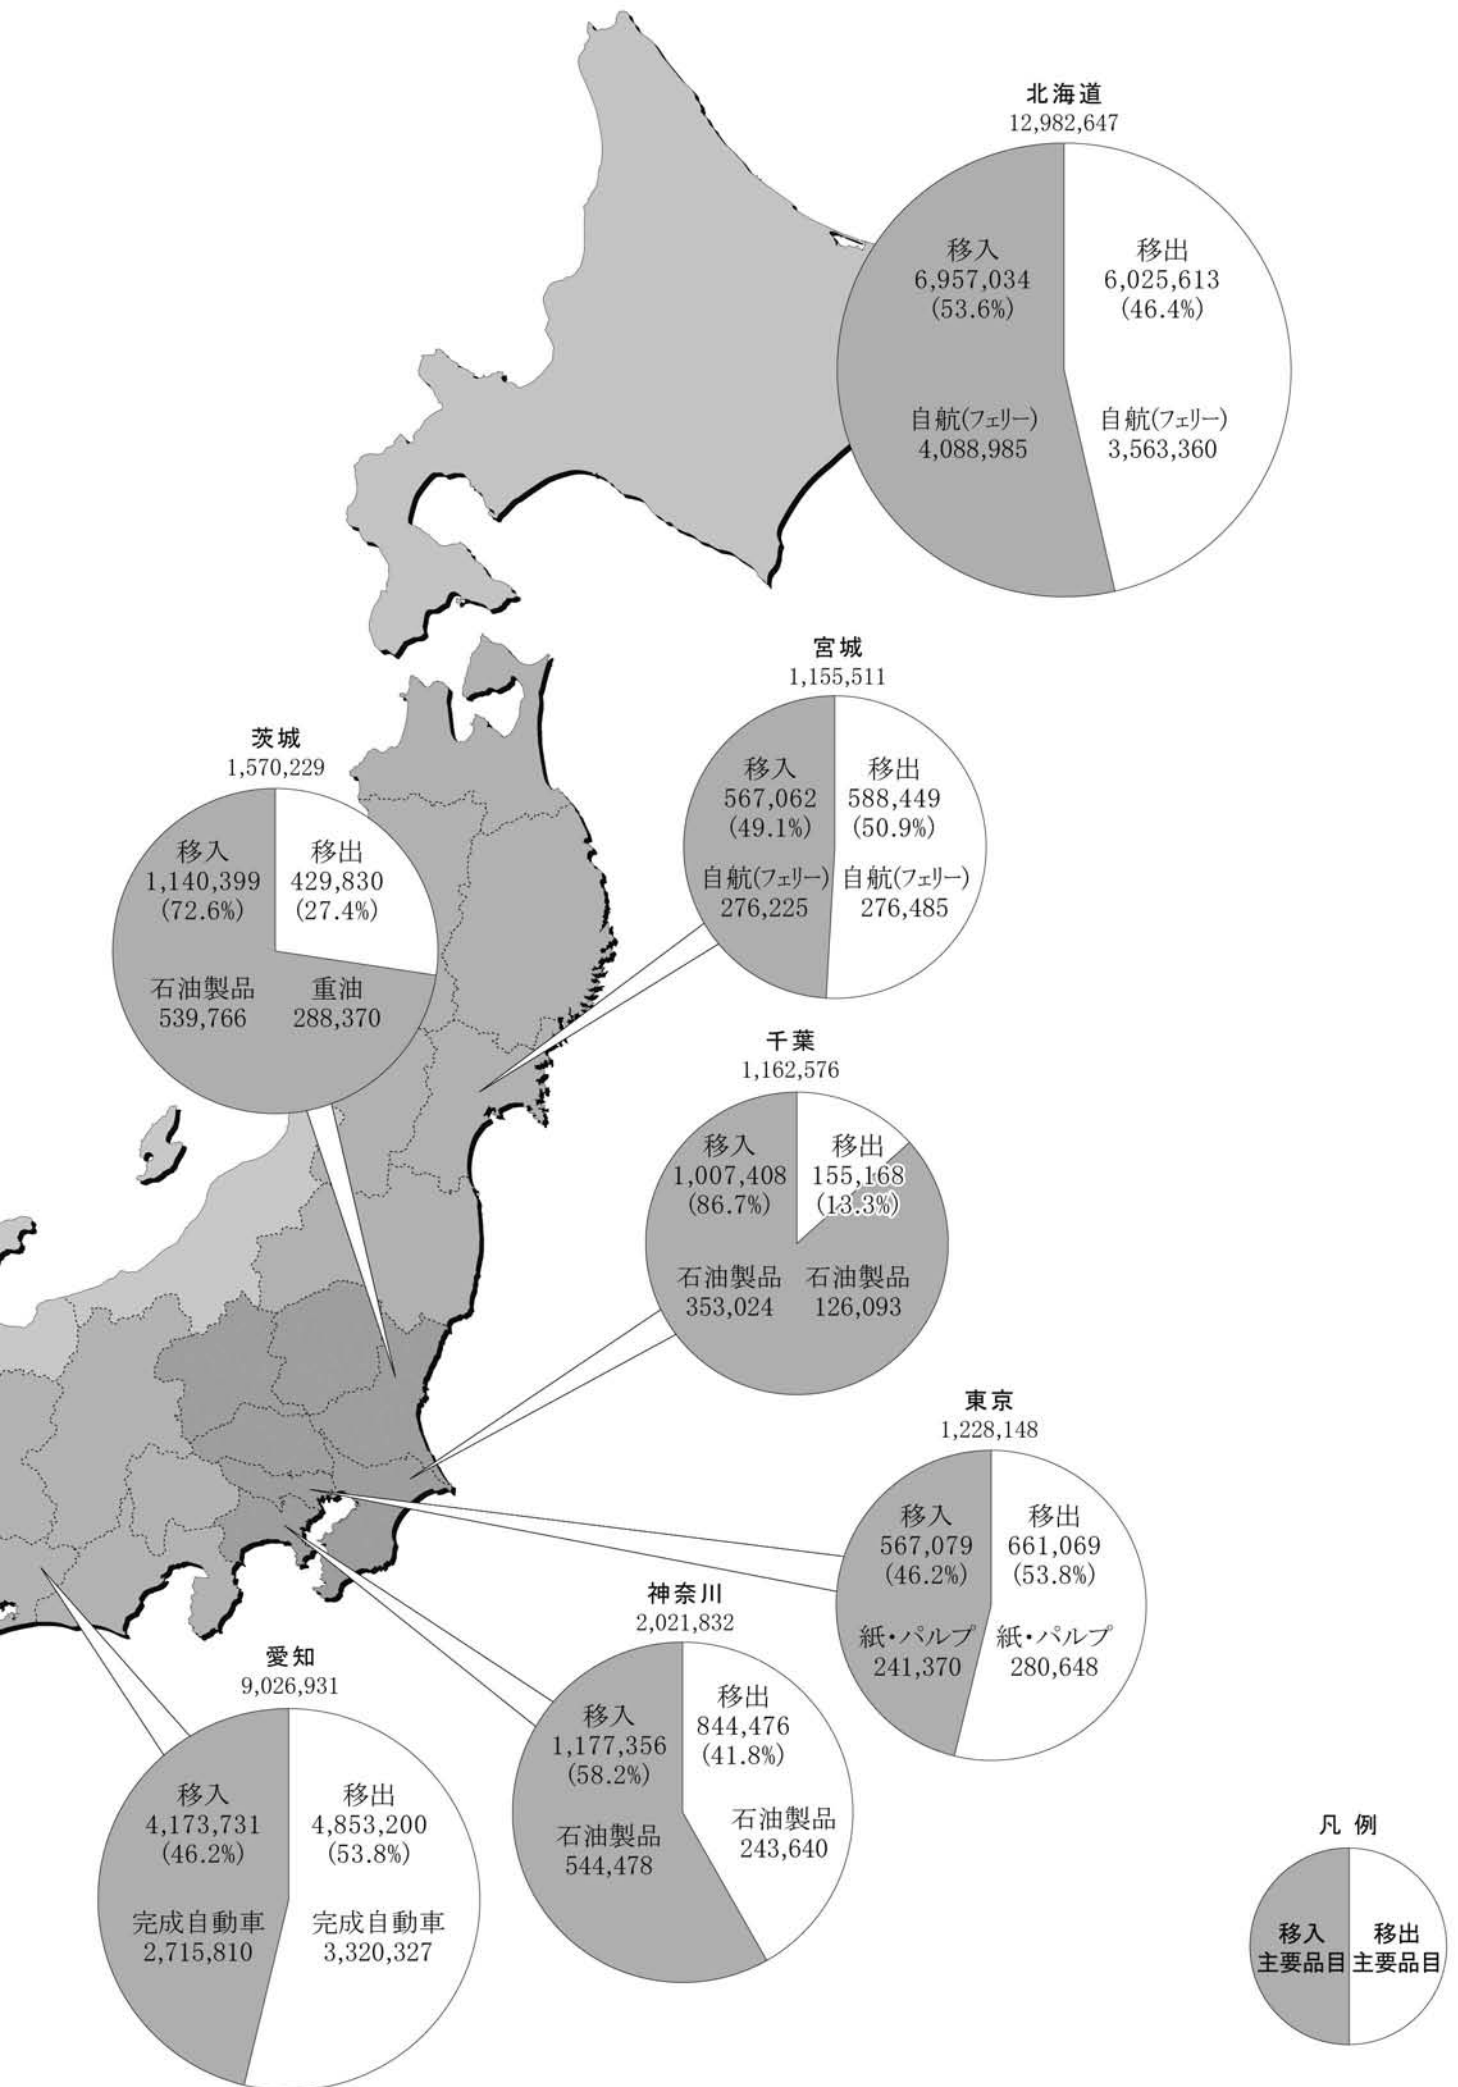 北海道
12,982,647
移入
6,957,034
(53.6%)
自航(フェリー)
4,088,985
移出
6,025,613
(46.4%)
自航(フェリー)
3,563,360
宮城
1,155,511
移入
567,062
(49.1%)
自航(フェリー)
276,225
移出
588,449
(50.9%)
自航(フェリー)
276,485
茨城
1,570,229
移入
1,140,399
(72.6%)
石油製品
539,766
移出
429,830
(27.4%)
重油
288,370
千葉
1,162,576
移入
1,007,408
(86.7%)
石油製品
353,024
移出
155,168
(13.3%)
石油製品
126,093
東京
1,228,148
移入
567,079
(46.2%)
紙・パルプ
241,370
移出
661,069
(53.8%)
紙・パルプ
280,648
神奈川
2,021,832
移入
1,177,356
(58.2%)
石油製品
544,478
移出
844,476
(41.8%)
石油製品
243,640
愛知
9,026,931
移入
4,173,731
(46.2%)
完成自動車
2,715,810
移出
4,853,200
(53.8%)
完成自動車
3,320,327
凡 例
移入
主要品目
移出
主要品目